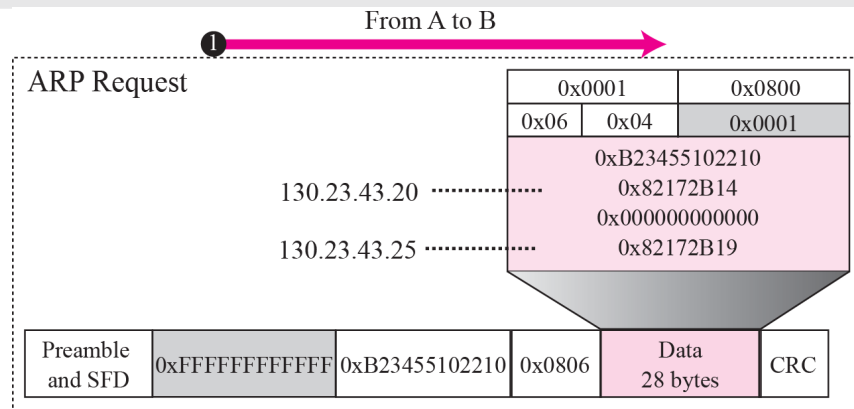 From A to B
1
ARP Request
0x0001 0x0800
0x06 0x04 0x0001
0xB23455102210
130.23.43.20 0x82172B14
0x000000000000
130.23.43.25 0x82172B19
Preamble and SFD 0xFFFFFFFFFFFF 0xB23455102210 0x0806 Data 28 bytes CRC